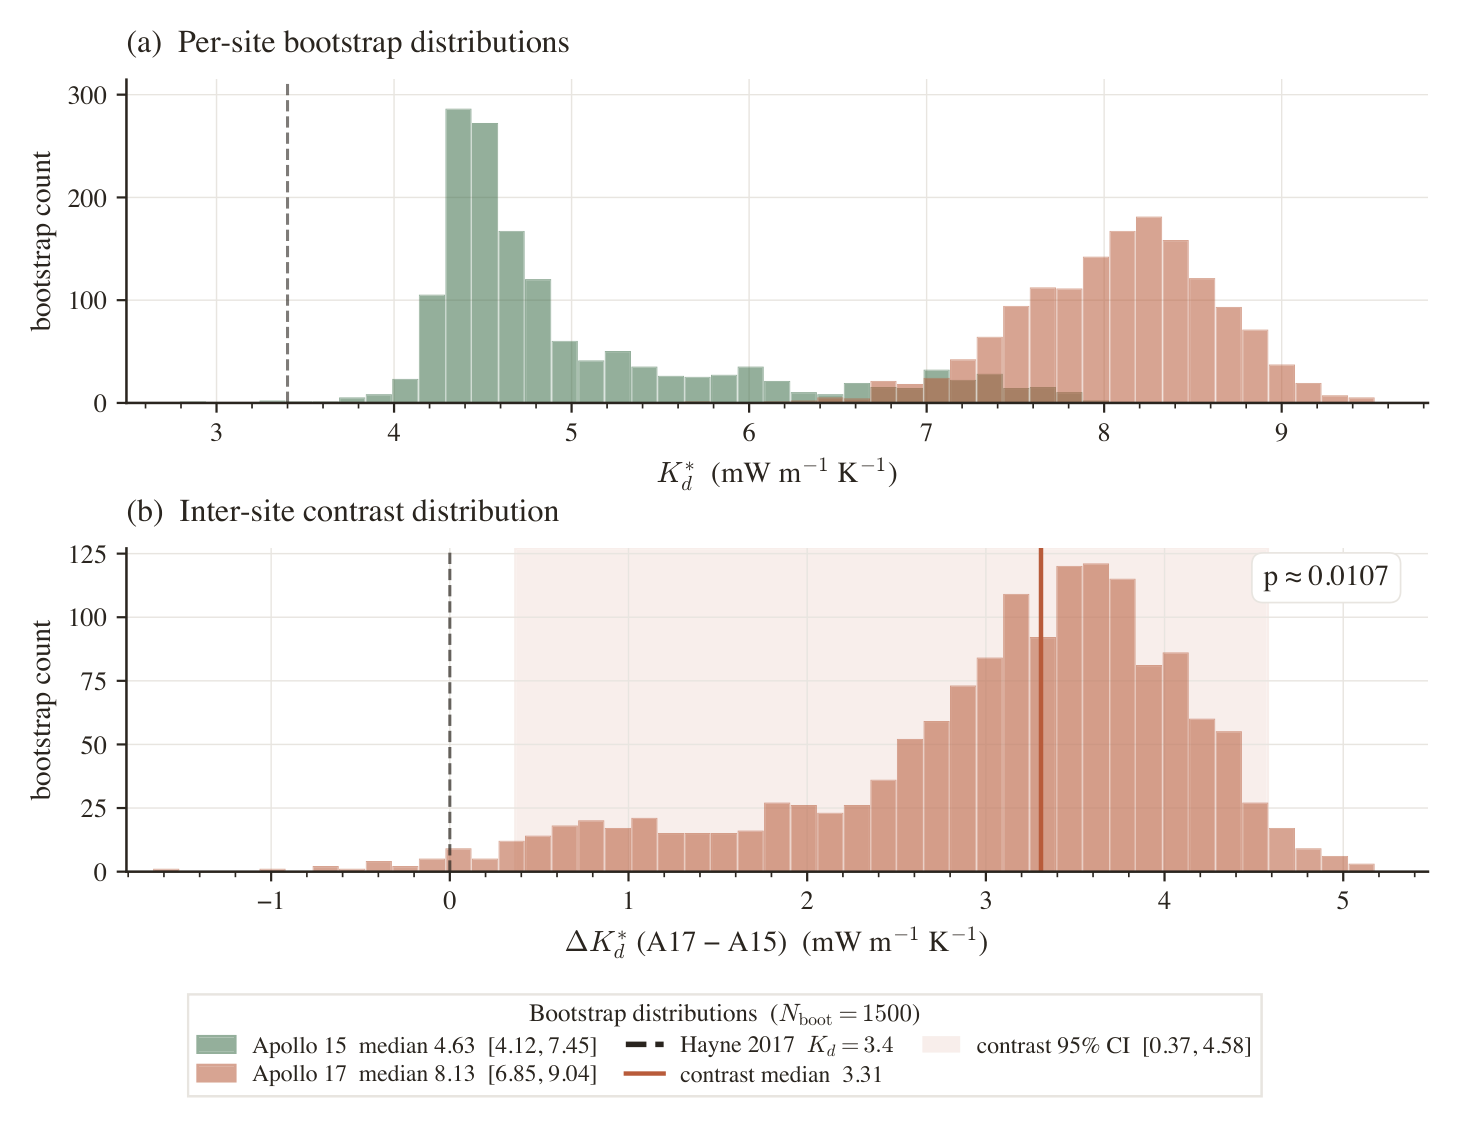 (a) Per-site bootstrap distributions
300
200
100
0
bootstrap count
3 4 5 6 7 8 9
K*d (mW m−1 K−1)
(b) Inter-site contrast distribution
125
100
75
50
25
0
bootstrap count
p ≈ 0.0107
−1 0 1 2 3 4 5
ΔK*d (A17 − A15) (mW m−1 K−1)
Bootstrap distributions (Nboot = 1500)
Apollo 15 median 4.63 [4.12, 7.45]
Apollo 17 median 8.13 [6.85, 9.04]
Hayne 2017 Kd = 3.4
contrast median 3.31
contrast 95% CI [0.37, 4.58]